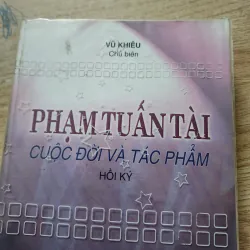 VŨ KHIÊU
Chủ biên
PHẠM TUẤN TÀI
CUỘC ĐỜI VÀ TÁC PHẨM
HỒI KÝ